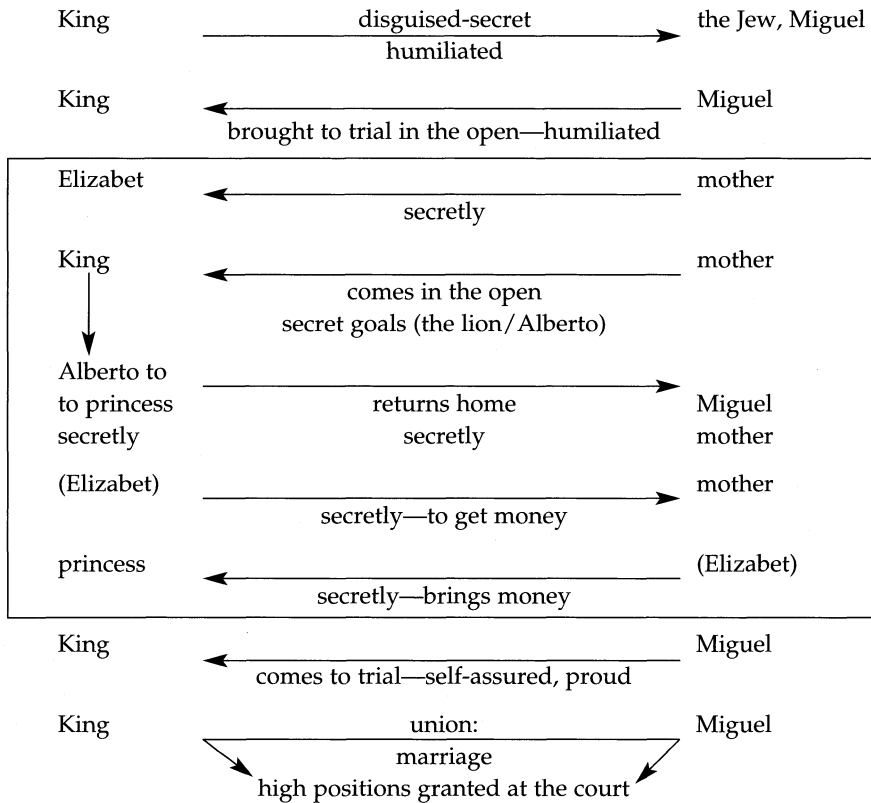 King disguised-secret the Jew, Miguel
humiliated
King Miguel
brought to trial in the open—humiliated
Elizabet mother
secretly
King mother
comes in the open
secret goals (the lion/Alberto)
Alberto to
to princess returns home Miguel
secretly secretly mother
(Elizabet) mother
secretly—to get money
princess (Elizabet)
secretly—brings money
King Miguel
comes to trial—self-assured, proud
King union: Miguel
marriage
high positions granted at the court